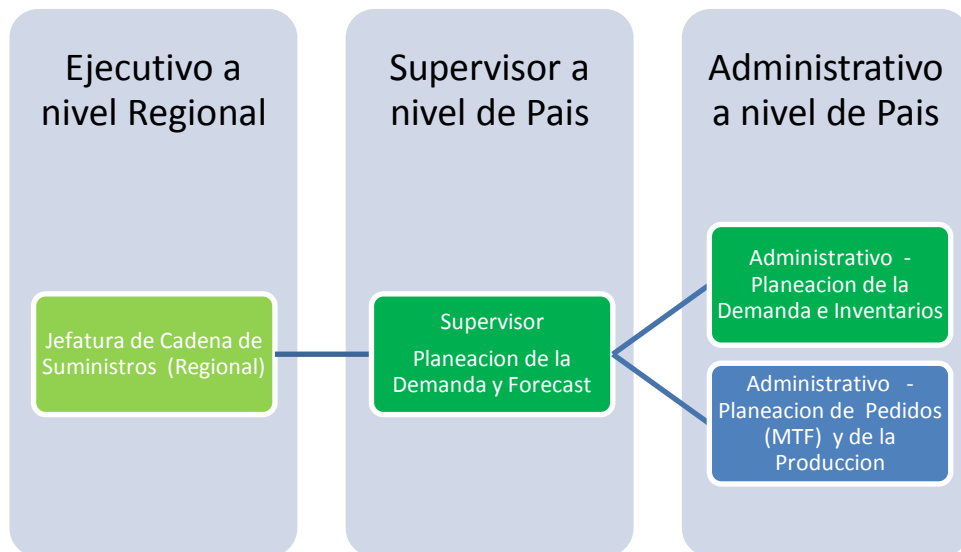 Ejecutivo a
nivel Regional
Supervisor a
nivel de Pais
Administrativo
a nivel de Pais
Jefatura de Cadena de
Suministros (Regional)
Supervisor
Planeacion de la
Demanda y Forecast
Administrativo -
Planeacion de la
Demanda e Inventarios
Administrativo -
Planeacion de Pedidos
(MTF) y de la
Produccion